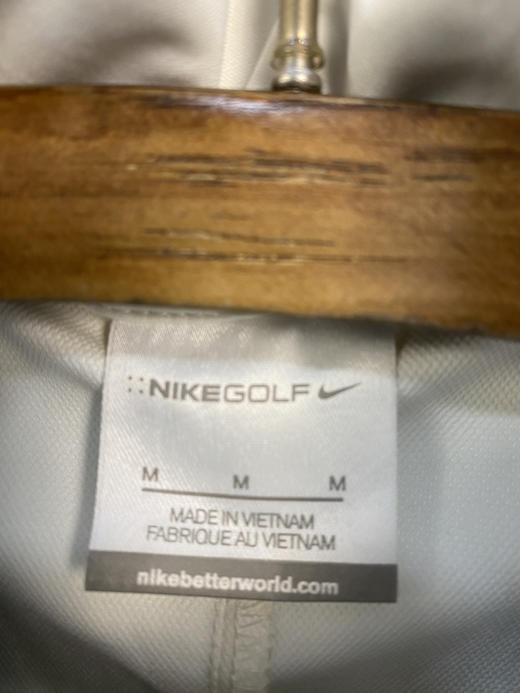 NIKEGOLF
M M M
MADE IN VIETNAM
FABRIQUE AU VIETNAM
nikebetterworld.com